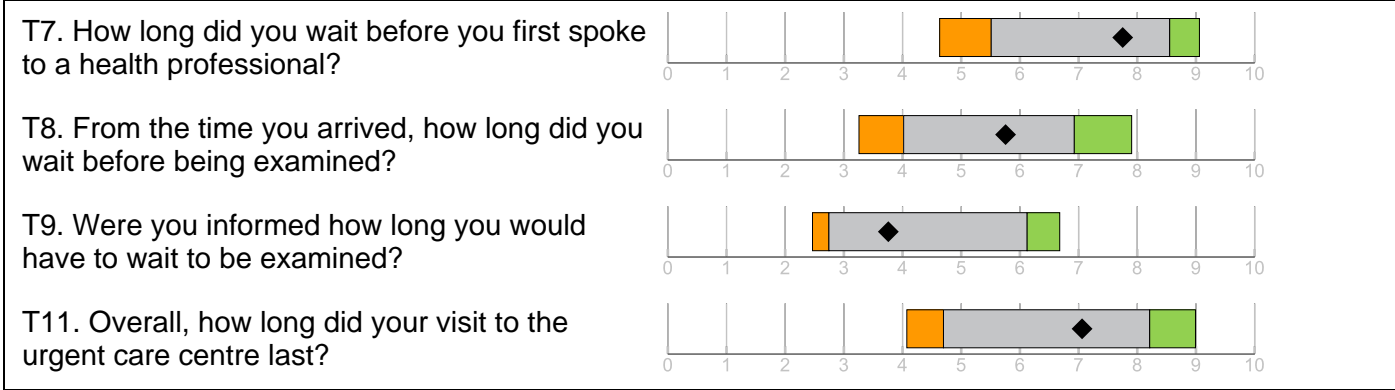 T7. How long did you wait before you first spoke
to a health professional?
0 1 2 3 4 5 6 7 8 9 10
T8. From the time you arrived, how long did you
wait before being examined?
0 1 2 3 4 5 6 7 8 9 10
T9. Were you informed how long you would
have to wait to be examined?
0 1 2 3 4 5 6 7 8 9 10
T11. Overall, how long did your visit to the
urgent care centre last?
0 1 2 3 4 5 6 7 8 9 10